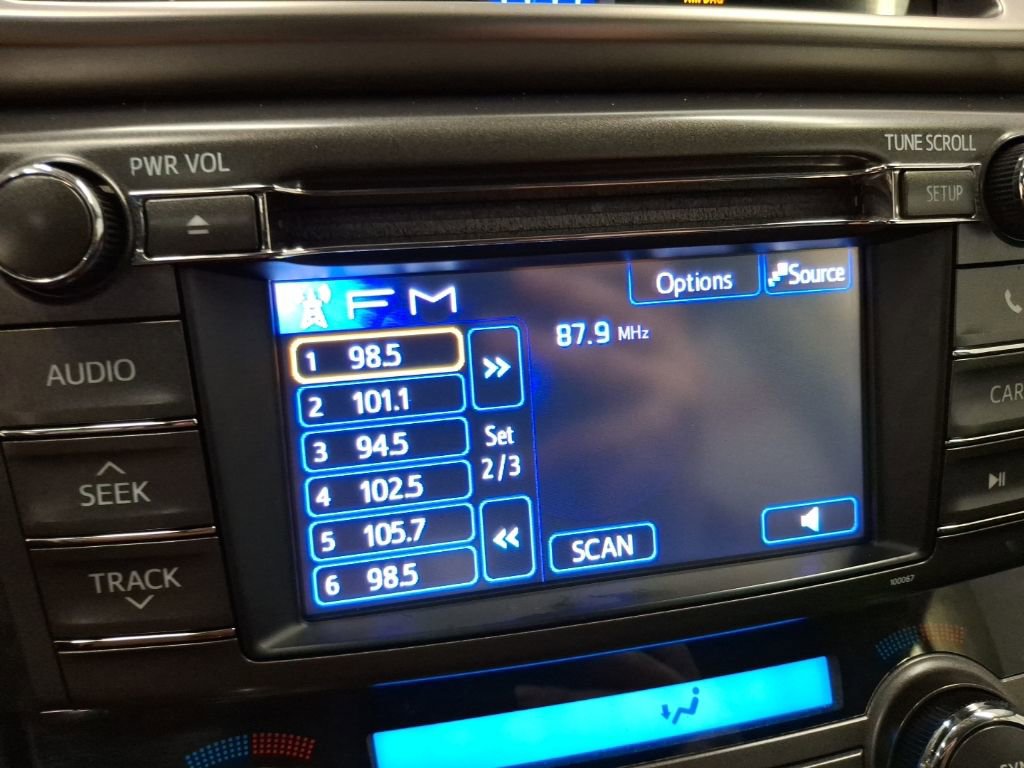 PWR VOL
TUNE SCROLL
SETUP
FM
Options
Source
87.9 MHz
1 98.5
2 101.1
3 94.5
4 102.5
5 105.7
6 98.5
Set
2/3
SCAN
AUDIO
SEEK
TRACK
CAR
100067